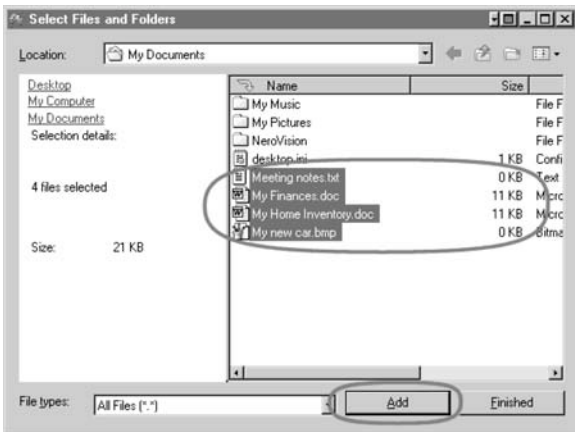 Select Files and Folders
Location: My Documents
Desktop
My Computer
My Documents
Selection details:
4 files selected
Size: 21 KB
Name Size
My Music File F
My Pictures File F
NeroVision File F
desktop.ini 1 KB Confi
Meeting notes.txt 0 KB Text
My Finances.doc 11 KB Micro
My Home Inventory.doc 11 KB Micro
My new car.bmp 0 KB Bitma
File types: All Files (*.*) Add Finished